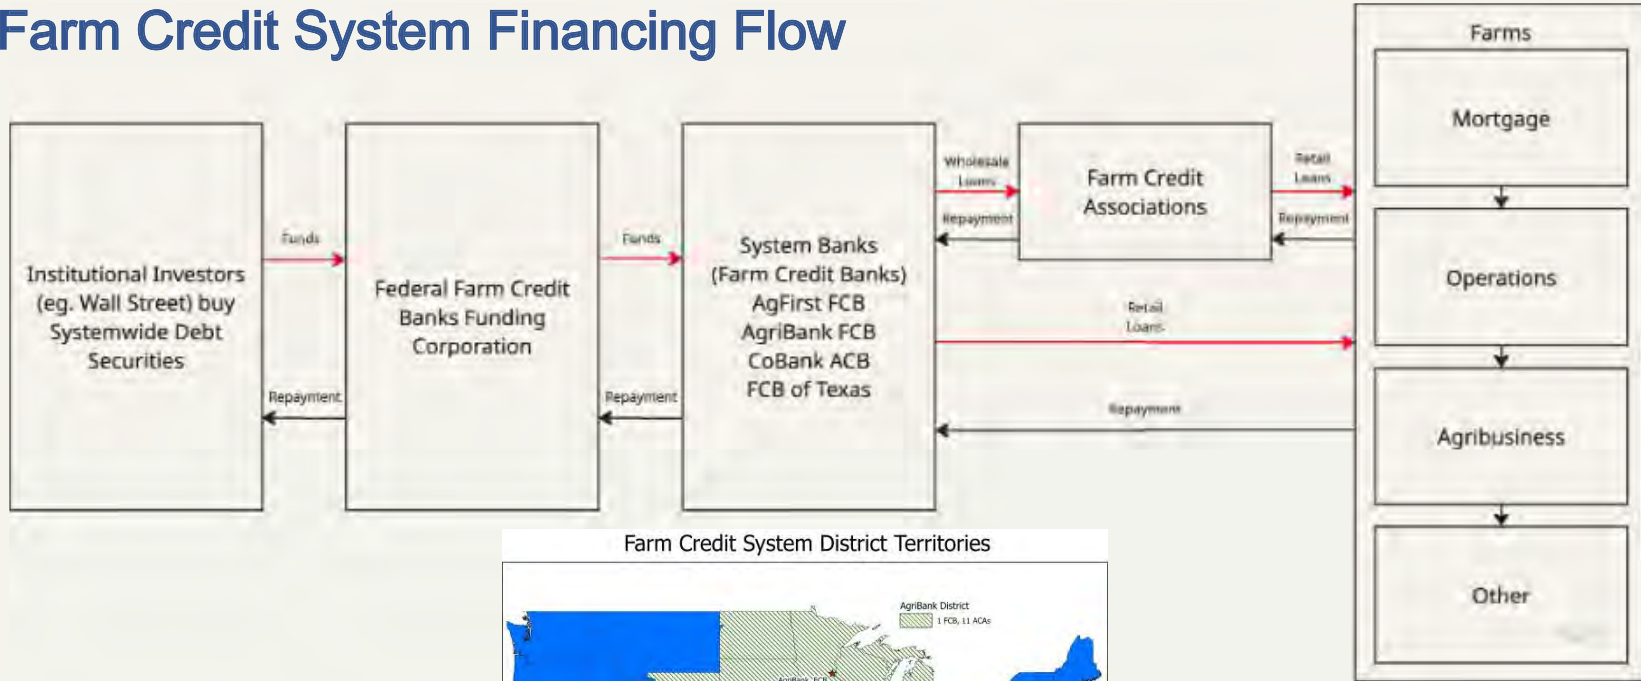 Farm Credit System Financing Flow
Institutional Investors
(eg. Wall Street) buy
Systemwide Debt
Securities
Funds
Repayment
Federal Farm Credit
Banks Funding
Corporation
Funds
Repayment
System Banks
(Farm Credit Banks)
AgFirst FCB
AgriBank FCB
CoBank ACB
FCB of Texas
Wholesale
Loans
Repayment
Farm Credit
Associations
Retail
Loans
Repayment
Retail
Loans
Repayment
Farms
Mortgage
Operations
Agribusiness
Other
Farm Credit System District Territories
AgriBank District
1 FCB, 11 ACAs
AgriBank, FCB